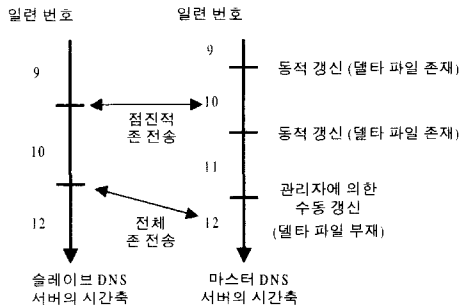 일련 번호
일련 번호
9
9
동적 갱신 (델타 파일 존재)
10
점진적
존 전송
동적 갱신 (델타 파일 존재)
10
11
관리자에 의한
수동 갱신
(델타 파일 부재)
12
12
전체
존 전송
슬레이브 DNS
서버의 시간축
마스터 DNS
서버의 시간축